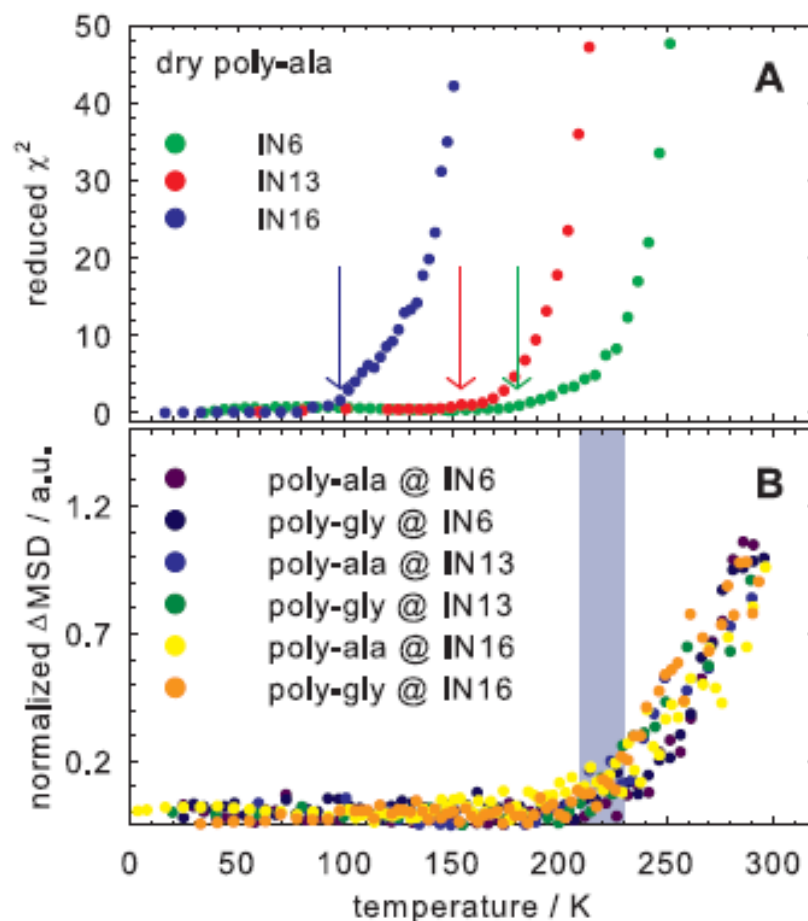 50
dry poly-ala
A
40
IN6
30
IN13
IN16
20
10
0
reduced χ²
B
poly-ala @ IN6
1.2
poly-gly @ IN6
poly-ala @ IN13
0.7
poly-gly @ IN13
poly-ala @ IN16
poly-gly @ IN16
0.2
normalized ΔMSD / a.u.
0 50 100 150 200 250 300
temperature / K